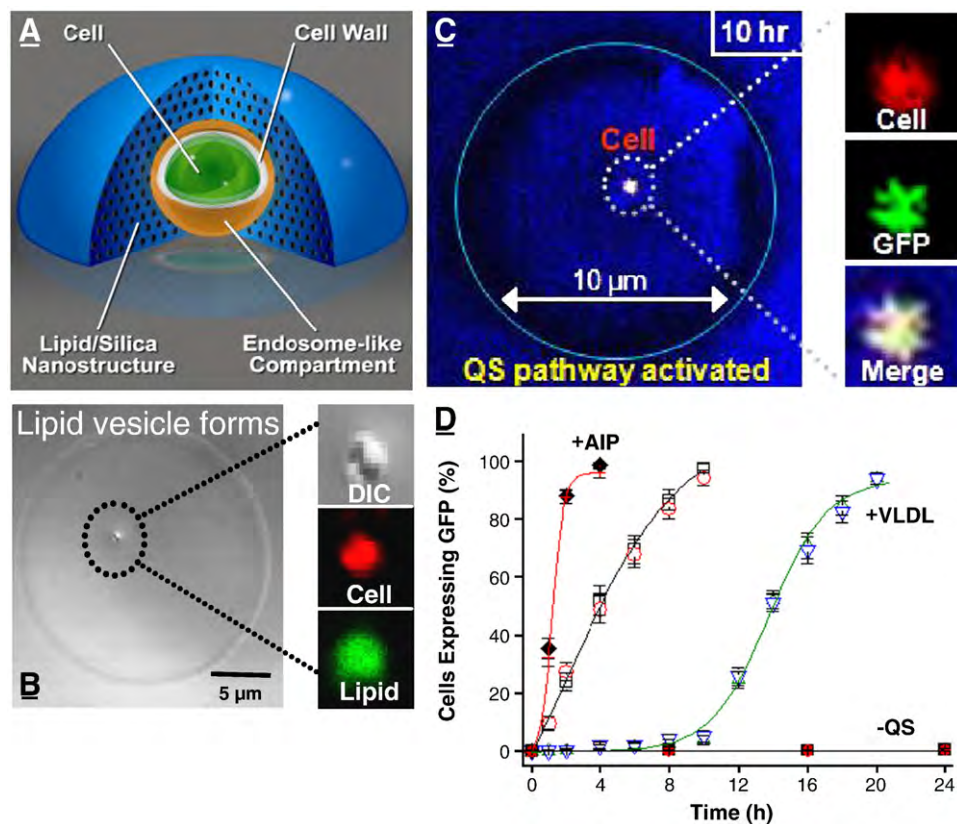 A
Cell
Cell Wall
Lipid/Silica
Nanostructure
Endosome-like
Compartment
Lipid vesicle forms
DIC
Cell
Lipid
B
5 µm
C
10 hr
Cell
10 µm
QS pathway activated
Cell
GFP
Merge
D
Cells Expressing GFP (%)
100
80
60
40
20
0
+AIP
+VLDL
-QS
0
4
8
12
16
20
24
Time (h)